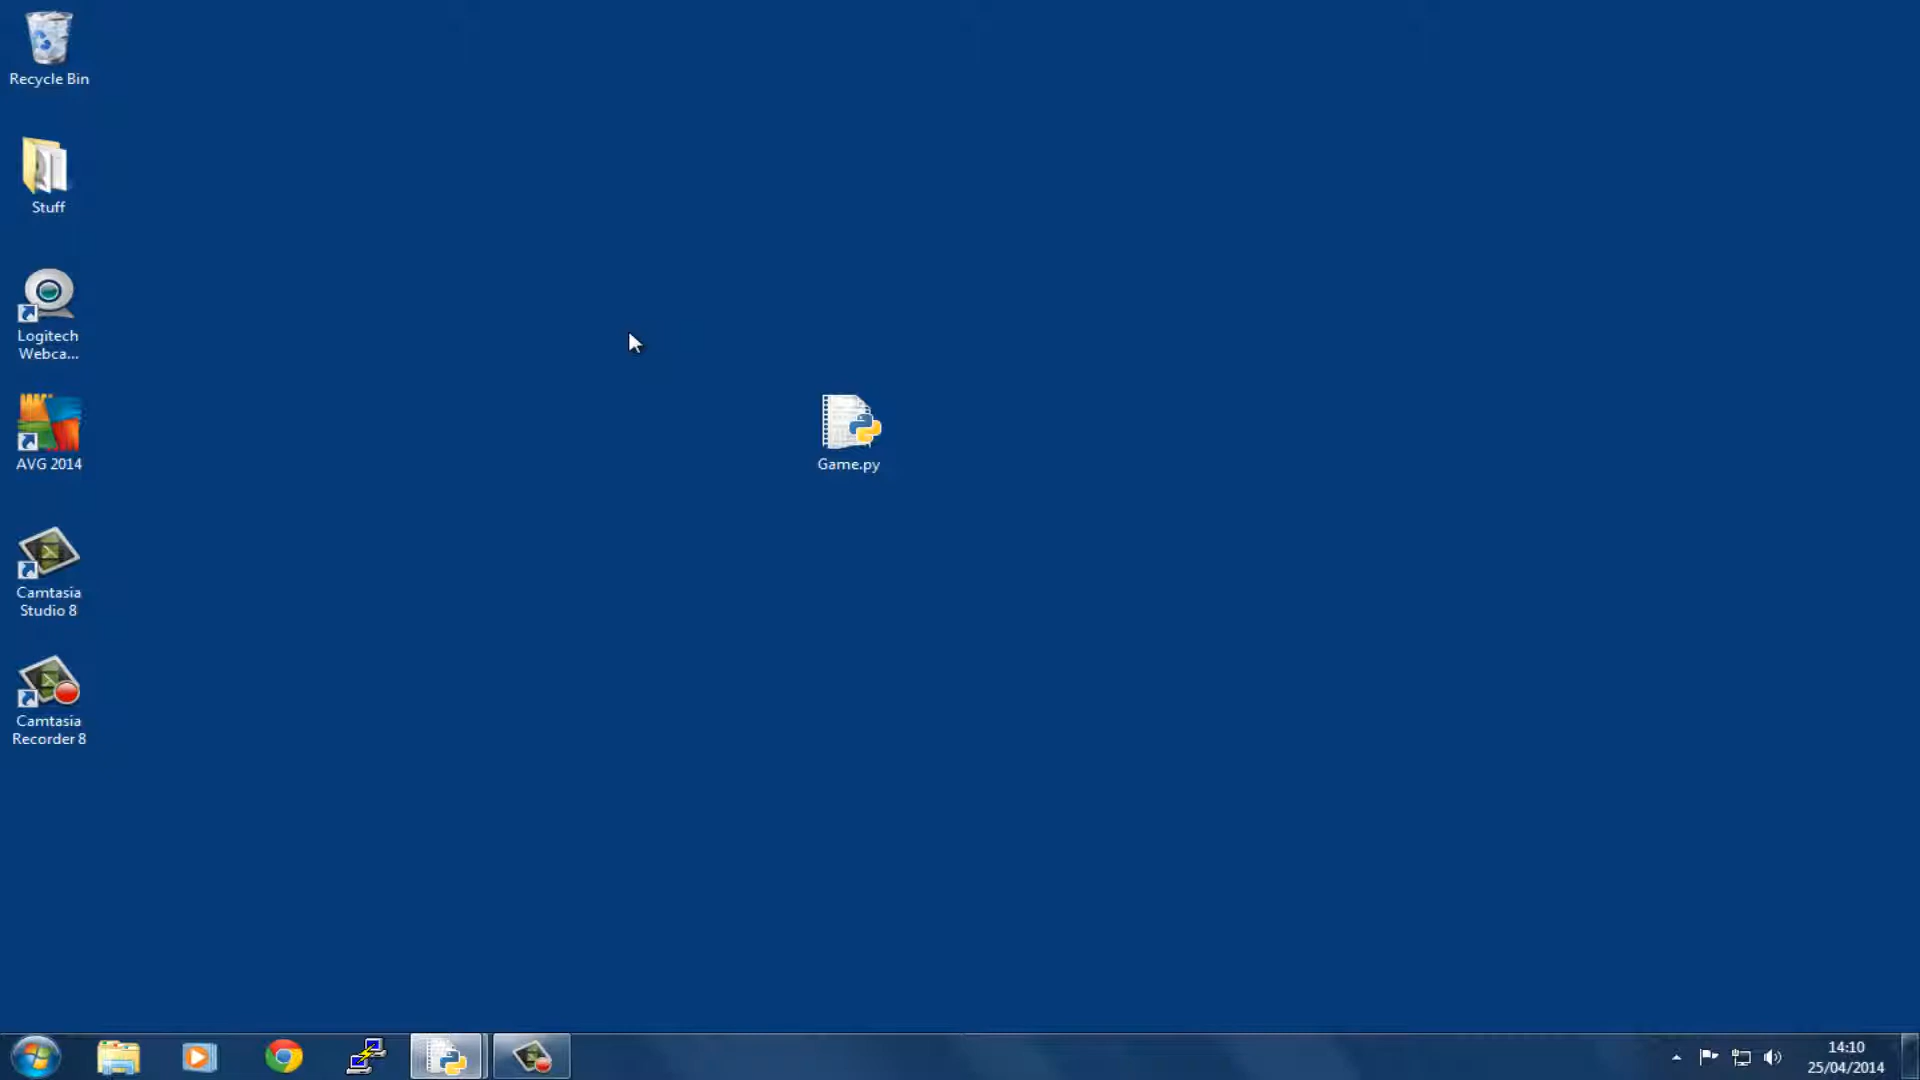 Recycle Bin
Stuff
Logitech
Webca...
AVG 2014
Game.py
Camtasia
Studio 8
Camtasia
Recorder 8
14:10
25/04/2014